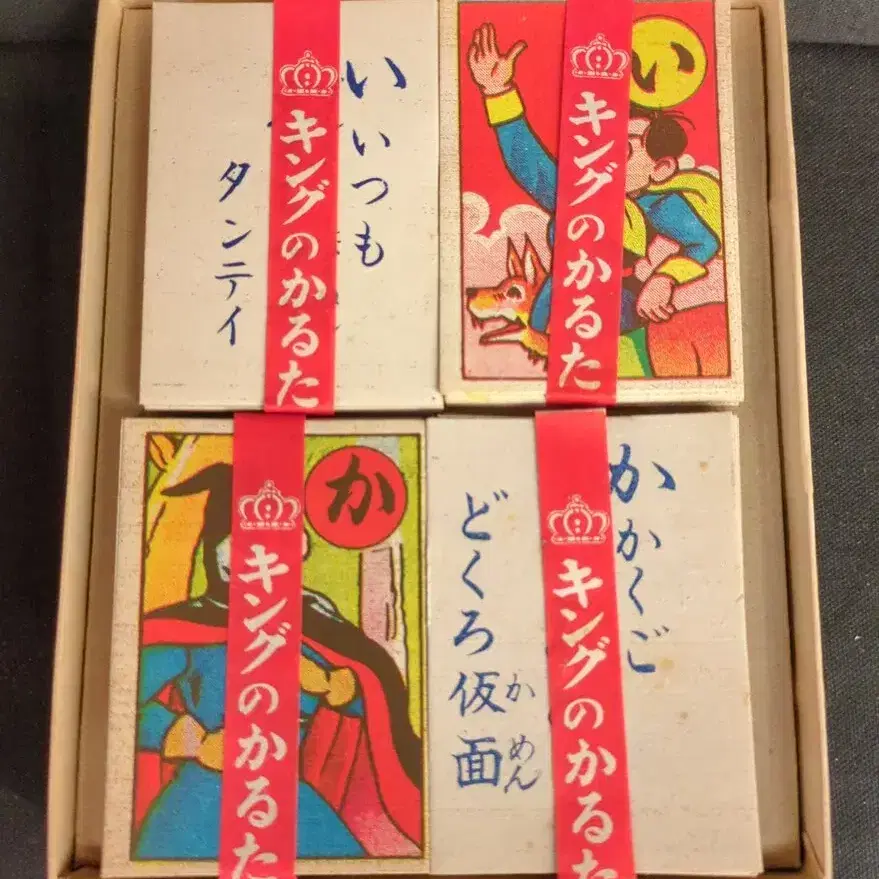 い いつも
キングのかるた
タンテイ
い
キングのかるた
か
キングのかるた
か かくご
キングのかるた
どくろ仮面
かめん